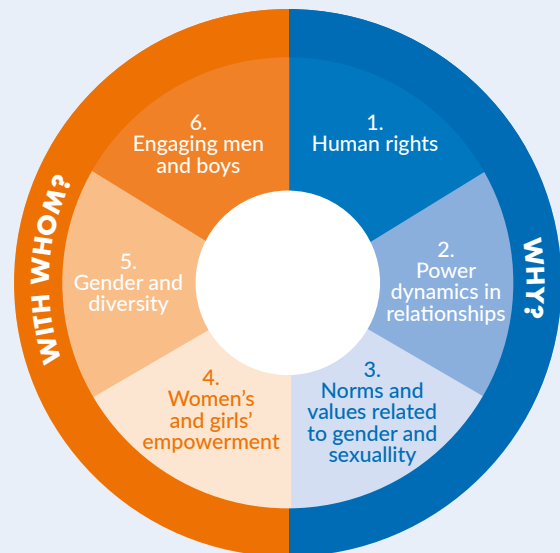 1.
Human rights
2.
Power
dynamics in
relationships
3.
Norms and
values related
to gender and
sexuallity
4.
Women's
and girls'
empowerment
5.
Gender and
diversity
6.
Engaging men
and boys
WITH WHOM?
WHY?